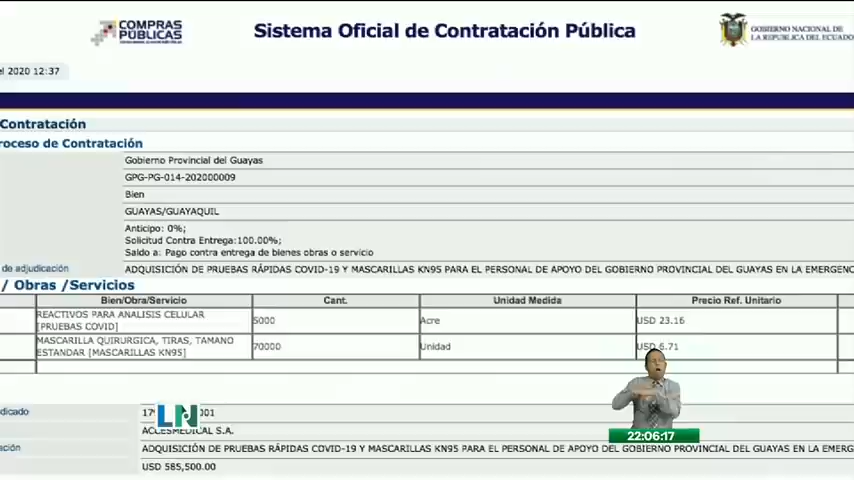 COMPRAS
PÚBLICAS
Sistema Oficial de Contratación Pública
GOBIERNO NACIONAL DE
LA REPÚBLICA DEL ECUADO
el 2020 12:37
Contratación
roceso de Contratación
Gobierno Provincial del Guayas
GPG-PG-014-202000009
Bien
GUAYAS/GUAYAQUIL
Anticipo: 0%;
Solicitud Contra Entrega:100.00%;
Saldo a: Pago contra entrega de bienes obras o servicio
de adjudicación
ADQUISICIÓN DE PRUEBAS RÁPIDAS COVID-19 Y MASCARILLAS KN95 PARA EL PERSONAL DE APOYO DEL GOBIERNO PROVINCIAL DEL GUAYAS EN LA EMERGENC
/ Obras /Servicios
Bien/Obra/Servicio Cant. Unidad Medida Precio Ref. Unitario
REACTIVOS PARA ANALISIS CELULAR
[PRUEBAS COVID] 5000 Acre USD 23.16
MASCARILLA QUIRURGICA, TIRAS, TAMANO
ESTANDAR [MASCARILLAS KN95] 70000 Unidad USD 6.71
dicado
001
LN
ACCESMEDICAL S.A.
ación
ADQUISICIÓN DE PRUEBAS RÁPIDAS COVID-19 Y MASCARILLAS KN95 PARA EL PERSONAL DE APOYO DEL GOBIERNO PROVINCIAL DEL GUAYAS EN LA EMERG
USD 585,500.00
22:06:17